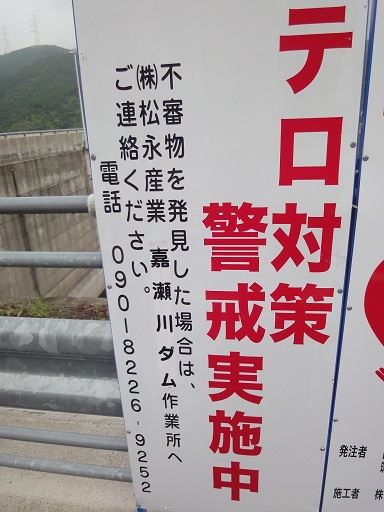 テロ対策
警戒実施中
不審物を発見した場合は、
(株)松永産業 嘉瀬川ダム作業所へ
ご連絡ください。
電話 090-8226-9252
発注者
施工者 株